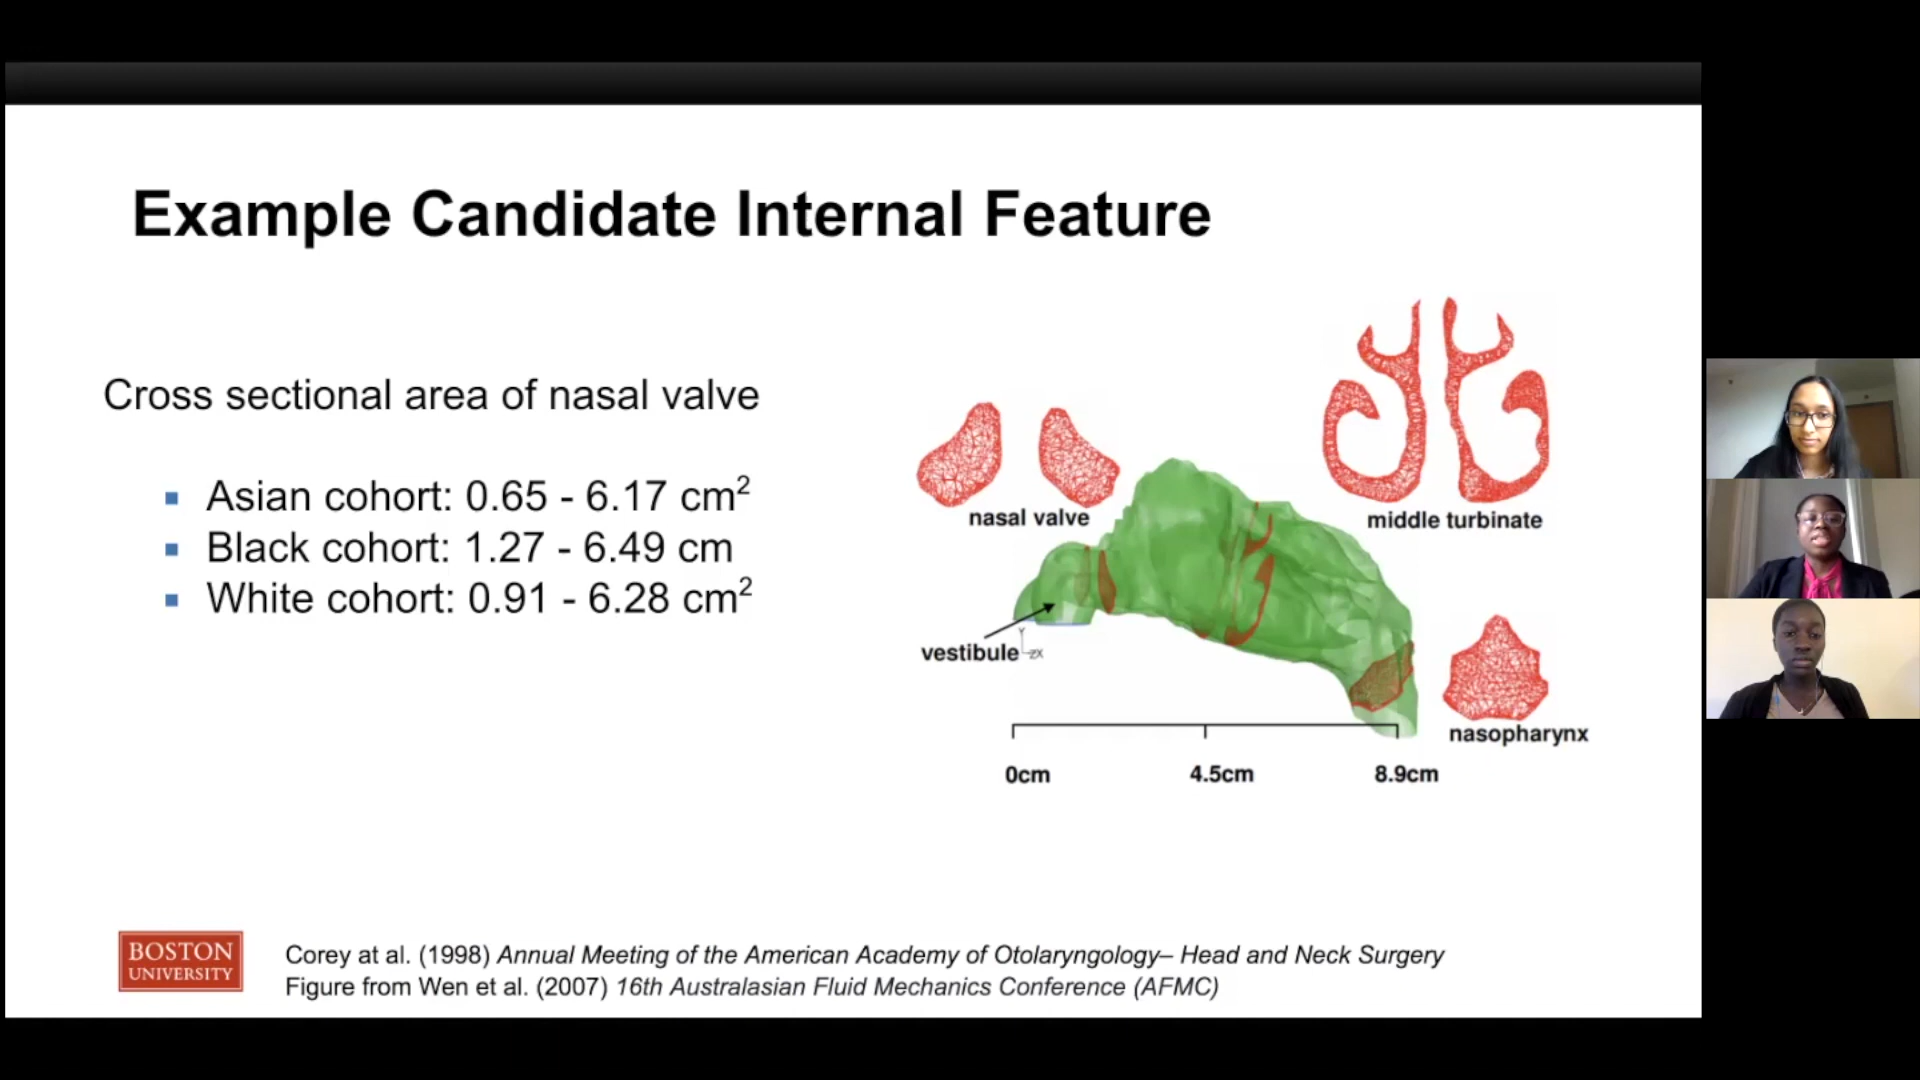 Example Candidate Internal Feature
Cross sectional area of nasal valve
▪ Asian cohort: 0.65 - 6.17 cm²
▪ Black cohort: 1.27 - 6.49 cm
▪ White cohort: 0.91 - 6.28 cm²
nasal valve
middle turbinate
vestibule
Y
ZX
nasopharynx
0cm 4.5cm 8.9cm
BOSTON
UNIVERSITY
Corey at al. (1998) Annual Meeting of the American Academy of Otolaryngology– Head and Neck Surgery
Figure from Wen et al. (2007) 16th Australasian Fluid Mechanics Conference (AFMC)